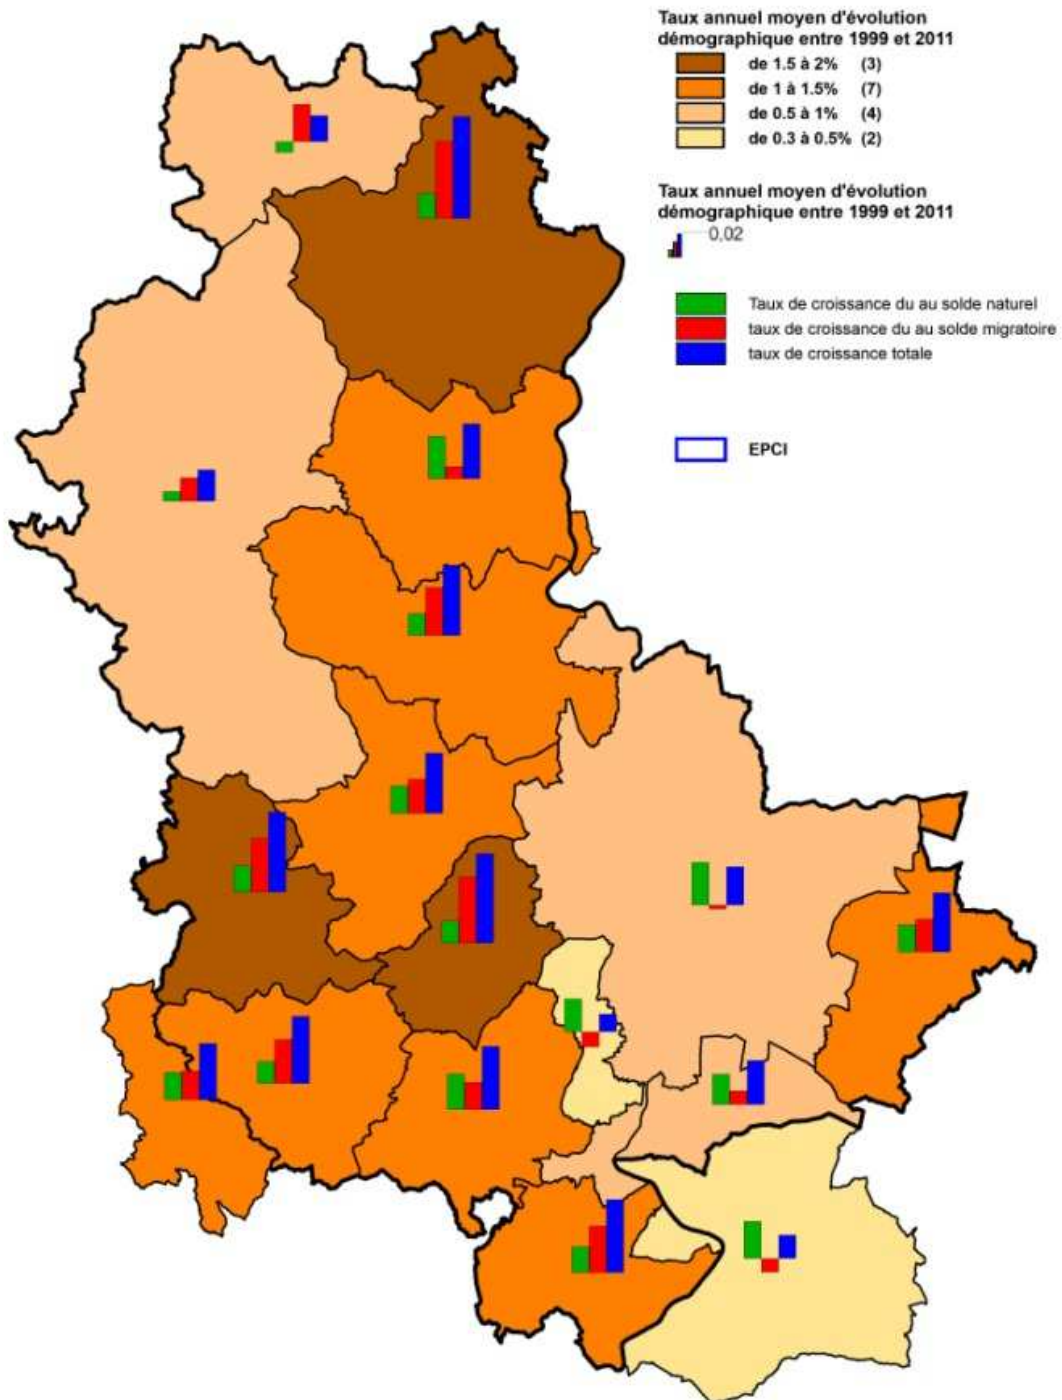 Taux annuel moyen d'évolution
démographique entre 1999 et 2011
de 1.5 à 2% (3)
de 1 à 1.5% (7)
de 0.5 à 1% (4)
de 0.3 à 0.5% (2)
Taux annuel moyen d'évolution
démographique entre 1999 et 2011
0,02
Taux de croissance du au solde naturel
taux de croissance du au solde migratoire
taux de croissance totale
EPCI